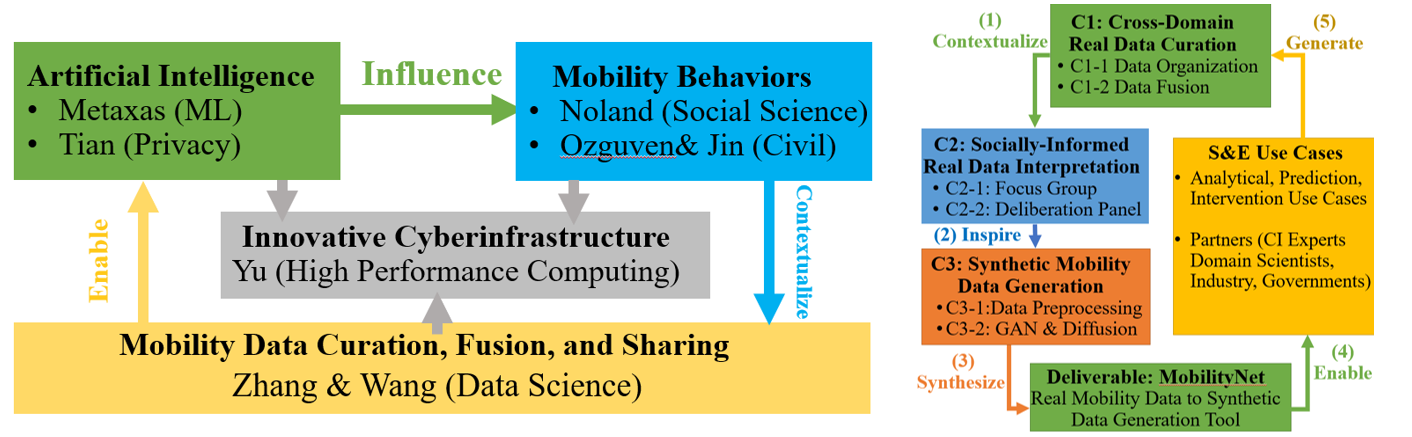 Artificial Intelligence
• Metaxas (ML)
• Tian (Privacy)
Influence
Mobility Behaviors
• Noland (Social Science)
• Ozguven& Jin (Civil)
Enable
Innovative Cyberinfrastructure
Yu (High Performance Computing)
Contextualize
Mobility Data Curation, Fusion, and Sharing
Zhang & Wang (Data Science)
(1)
Contextualize
C1: Cross-Domain
Real Data Curation
• C1-1 Data Organization
• C1-2 Data Fusion
(5)
Generate
C2: Socially-Informed
Real Data Interpretation
• C2-1: Focus Group
• C2-2: Deliberation Panel
(2) Inspire
C3: Synthetic Mobility
Data Generation
• C3-1:Data Preprocessing
• C3-2: GAN & Diffusion
S&E Use Cases
• Analytical, Prediction,
Intervention Use Cases
• Partners (CI Experts
Domain Scientists,
Industry, Governments)
(3)
Synthesize
Deliverable: MobilityNet
Real Mobility Data to Synthetic
Data Generation Tool
(4)
Enable